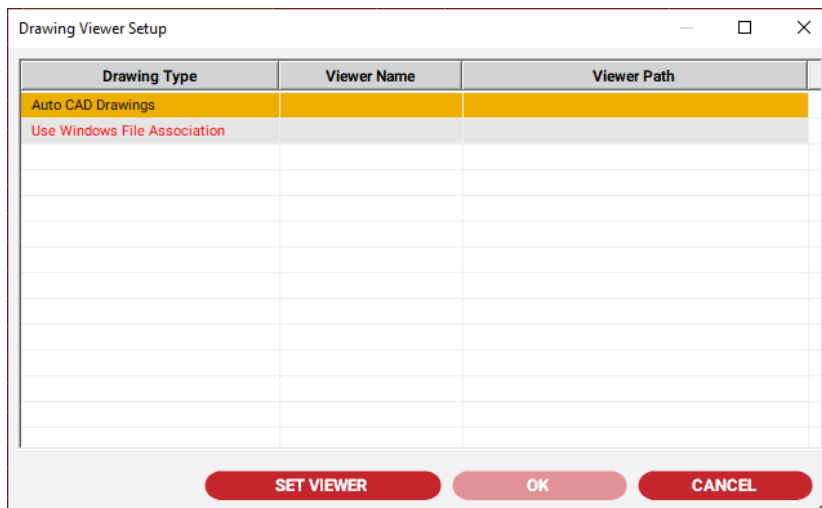 Drawing Viewer Setup
Drawing Type Viewer Name Viewer Path
Auto CAD Drawings
Use Windows File Association
SET VIEWER OK CANCEL